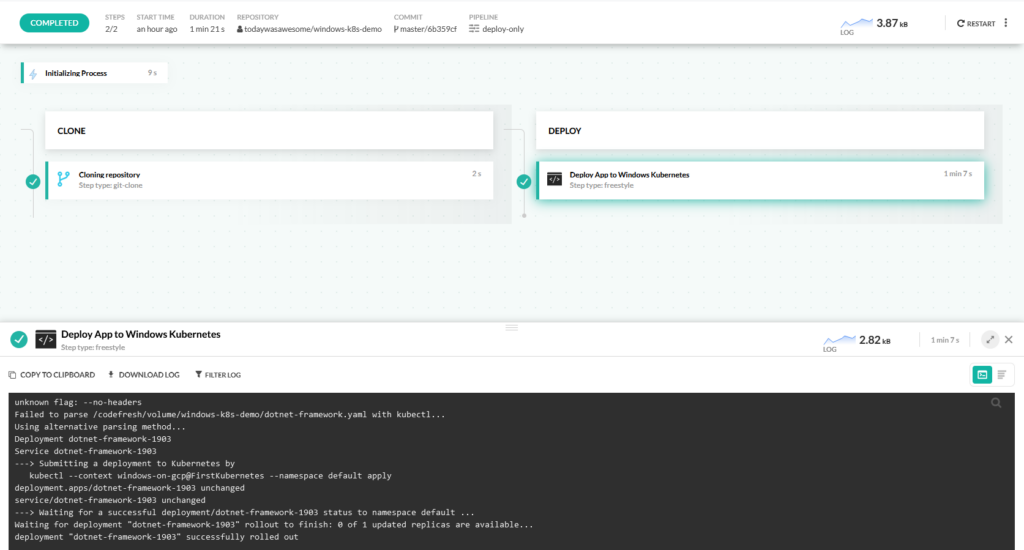 COMPLETED
STEPS
2/2
START TIME
an hour ago
DURATION
1 min 21 s
REPOSITORY
todaywasawesome/windows-k8s-demo
COMMIT
master/6b359cf
PIPELINE
deploy-only
LOG
3.87 kB
RESTART
Initializing Process
9 s
CLONE
Cloning repository
Step type: git-clone
2 s
DEPLOY
</> Deploy App to Windows Kubernetes
Step type: freestyle
1 min 7 s
</> Deploy App to Windows Kubernetes
Step type: freestyle
LOG
2.82 kB
1 min 7 s
COPY TO CLIPBOARD
DOWNLOAD LOG
FILTER LOG
unknown flag: --no-headers
Failed to parse /codefresh/volume/windows-k8s-demo/dotnet-framework.yaml with kubectl...
Using alternative parsing method...
Deployment dotnet-framework-1903
Service dotnet-framework-1903
---> Submitting a deployment to Kubernetes by
kubectl --context windows-on-gcp@FirstKubernetes --namespace default apply
deployment.apps/dotnet-framework-1903 unchanged
service/dotnet-framework-1903 unchanged
---> Waiting for a successful deployment/dotnet-framework-1903 status to namespace default ...
Waiting for deployment "dotnet-framework-1903" rollout to finish: 0 of 1 updated replicas are available...
deployment "dotnet-framework-1903" successfully rolled out